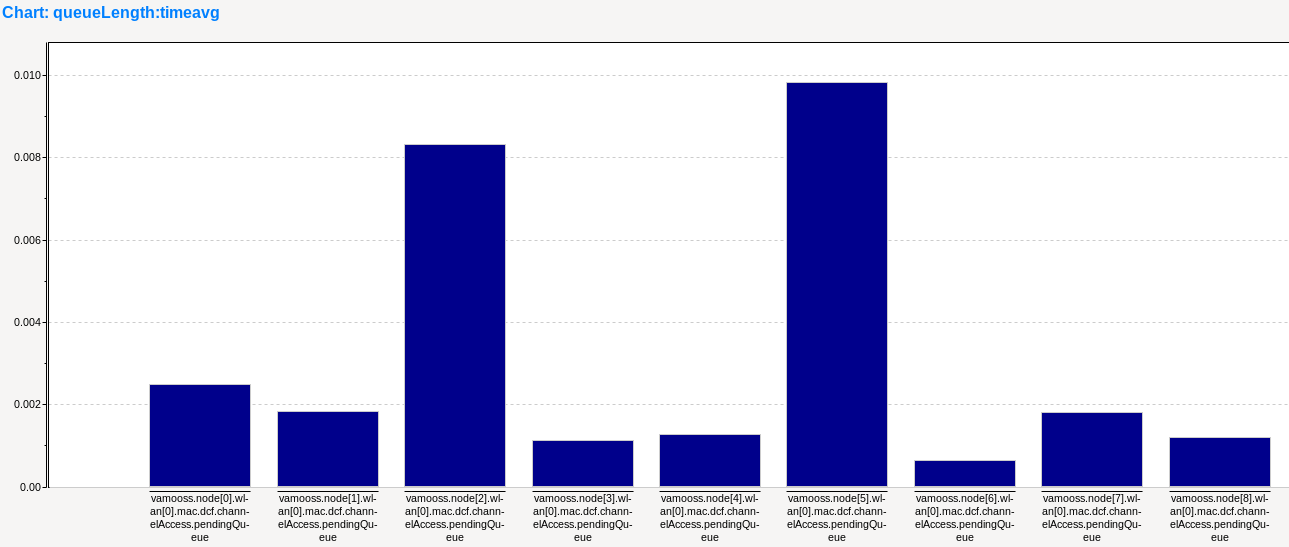 Chart: queueLength:timeavg
0.010
0.008
0.006
0.004
0.002
0.00
vamooss.node[0].wl-
an[0].mac.dcf.chann-
elAccess.pendingQu-
eue
vamooss.node[1].wl-
an[0].mac.dcf.chann-
elAccess.pendingQu-
eue
vamooss.node[2].wl-
an[0].mac.dcf.chann-
elAccess.pendingQu-
eue
vamooss.node[3].wl-
an[0].mac.dcf.chann-
elAccess.pendingQu-
eue
vamooss.node[4].wl-
an[0].mac.dcf.chann-
elAccess.pendingQu-
eue
vamooss.node[5].wl-
an[0].mac.dcf.chann-
elAccess.pendingQu-
eue
vamooss.node[6].wl-
an[0].mac.dcf.chann-
elAccess.pendingQu-
eue
vamooss.node[7].wl-
an[0].mac.dcf.chann-
elAccess.pendingQu-
eue
vamooss.node[8].wl-
an[0].mac.dcf.chann-
elAccess.pendingQu-
eue